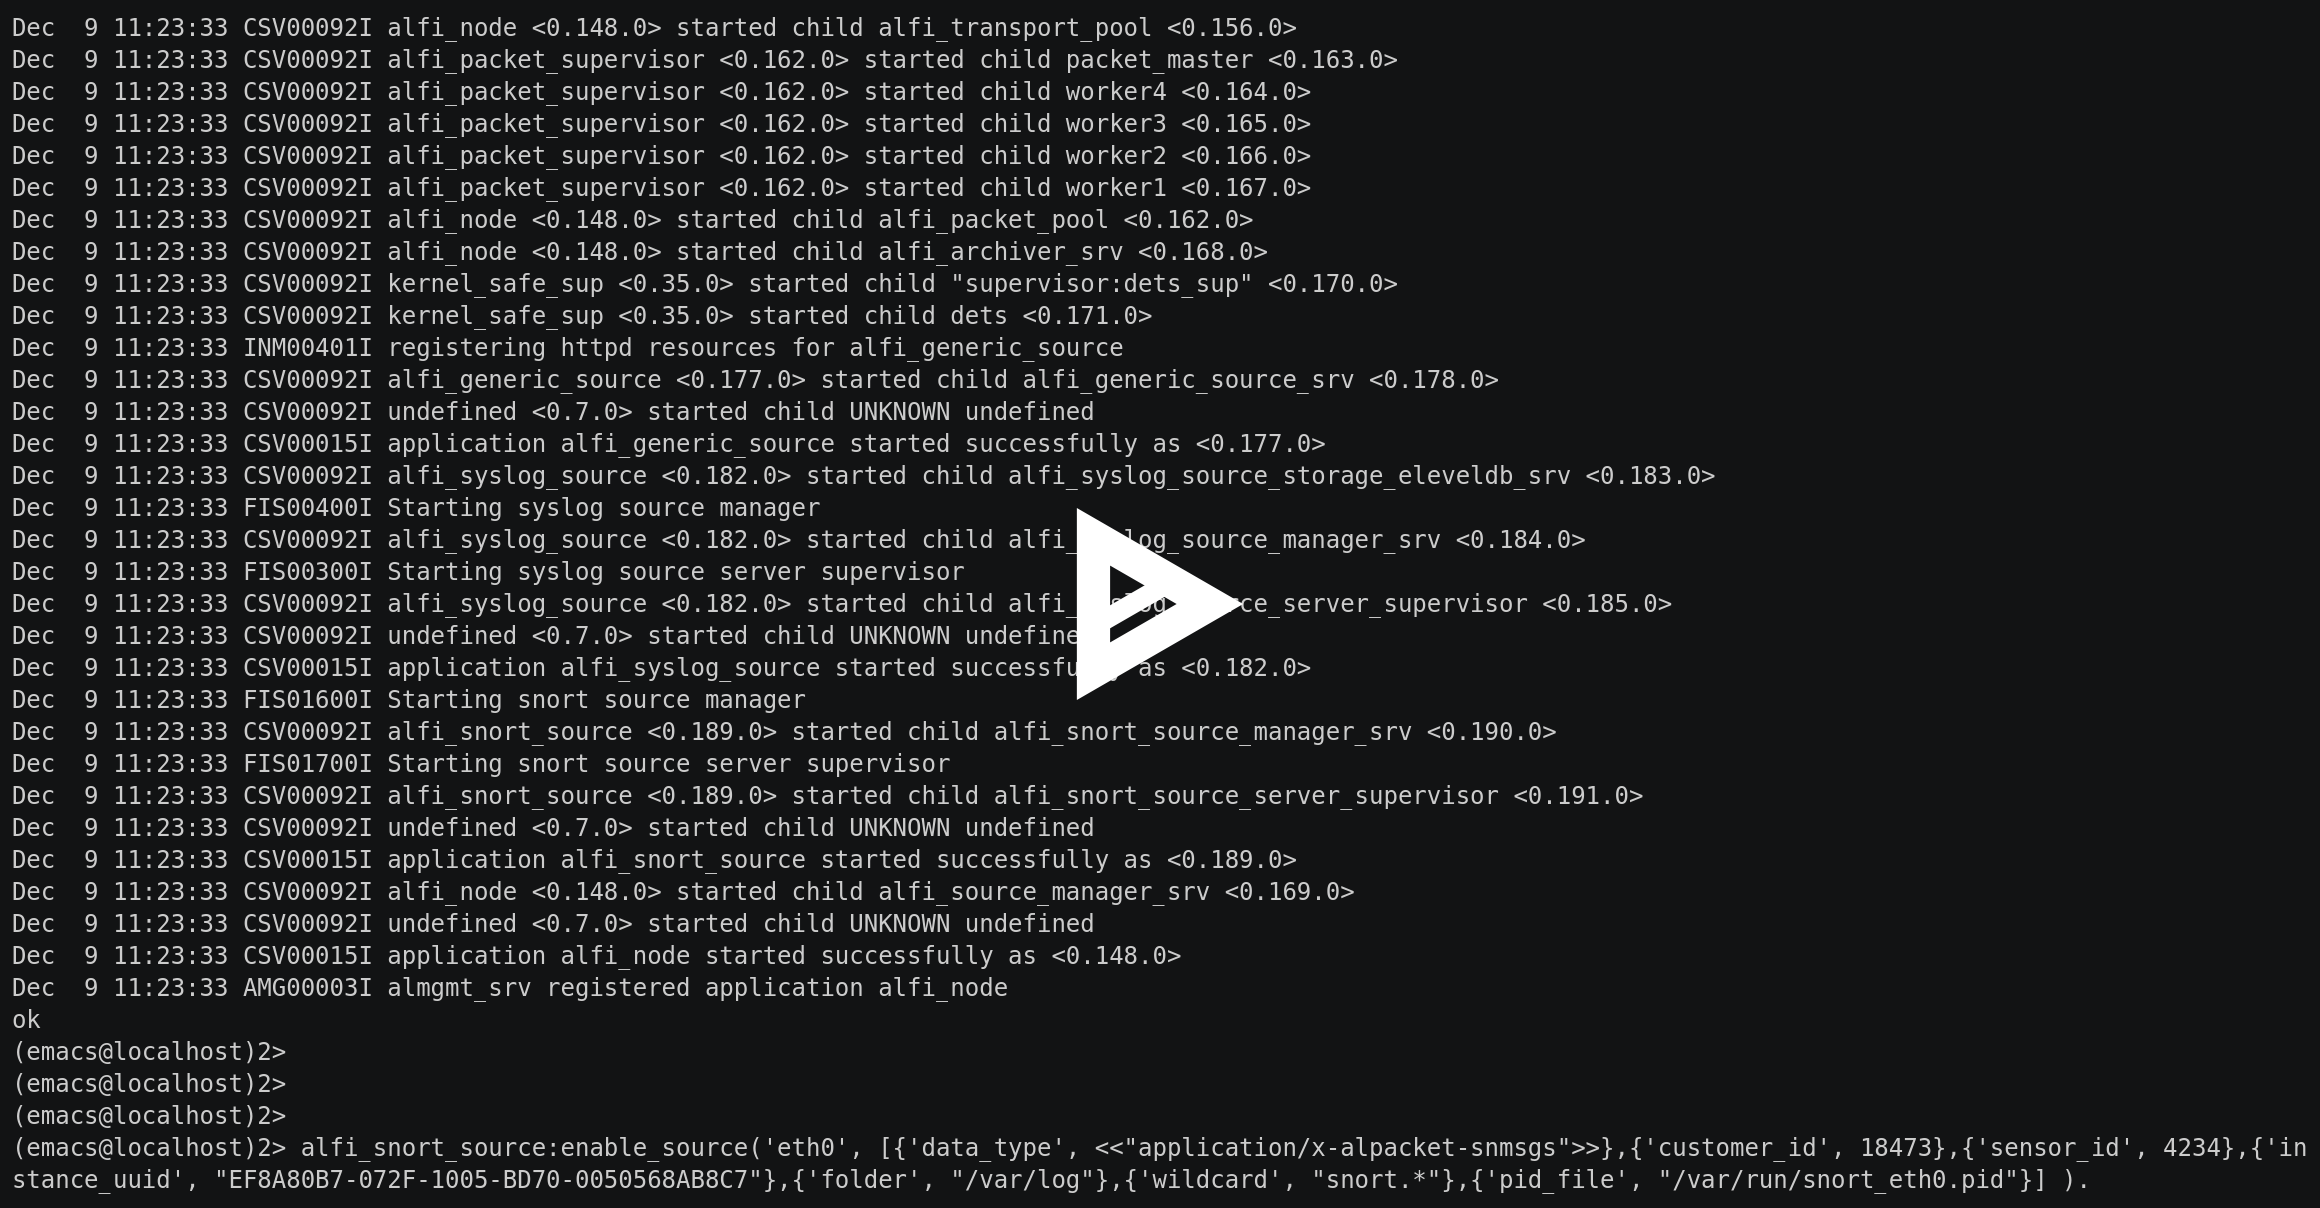 Dec  9 11:23:33 CSV00092I alfi_node <0.148.0> started child alfi_transport_pool <0.156.0>
Dec  9 11:23:33 CSV00092I alfi_packet_supervisor <0.162.0> started child packet_master <0.163.0>
Dec  9 11:23:33 CSV00092I alfi_packet_supervisor <0.162.0> started child worker4 <0.164.0>
Dec  9 11:23:33 CSV00092I alfi_packet_supervisor <0.162.0> started child worker3 <0.165.0>
Dec  9 11:23:33 CSV00092I alfi_packet_supervisor <0.162.0> started child worker2 <0.166.0>
Dec  9 11:23:33 CSV00092I alfi_packet_supervisor <0.162.0> started child worker1 <0.167.0>
Dec  9 11:23:33 CSV00092I alfi_node <0.148.0> started child alfi_packet_pool <0.162.0>
Dec  9 11:23:33 CSV00092I alfi_node <0.148.0> started child alfi_archiver_srv <0.168.0>
Dec  9 11:23:33 CSV00092I kernel_safe_sup <0.35.0> started child "supervisor:dets_sup" <0.170.0>
Dec  9 11:23:33 CSV00092I kernel_safe_sup <0.35.0> started child dets <0.171.0>
Dec  9 11:23:33 INM00401I registering httpd resources for alfi_generic_source
Dec  9 11:23:33 CSV00092I alfi_generic_source <0.177.0> started child alfi_generic_source_srv <0.178.0>
Dec  9 11:23:33 CSV00092I undefined <0.7.0> started child UNKNOWN undefined
Dec  9 11:23:33 CSV00015I application alfi_generic_source started successfully as <0.177.0>
Dec  9 11:23:33 CSV00092I alfi_syslog_source <0.182.0> started child alfi_syslog_source_storage_eleveldb_srv <0.183.0>
Dec  9 11:23:33 FIS00400I Starting syslog source manager
Dec  9 11:23:33 CSV00092I alfi_syslog_source <0.182.0> started child alfi_syslog_source_manager_srv <0.184.0>
Dec  9 11:23:33 FIS00300I Starting syslog source server supervisor
Dec  9 11:23:33 CSV00092I alfi_syslog_source <0.182.0> started child alfi_syslog_source_server_supervisor <0.185.0>
Dec  9 11:23:33 CSV00092I undefined <0.7.0> started child UNKNOWN undefined
Dec  9 11:23:33 CSV00015I application alfi_syslog_source started successfully as <0.182.0>
Dec  9 11:23:33 FIS01600I Starting snort source manager
Dec  9 11:23:33 CSV00092I alfi_snort_source <0.189.0> started child alfi_snort_source_manager_srv <0.190.0>
Dec  9 11:23:33 FIS01700I Starting snort source server supervisor
Dec  9 11:23:33 CSV00092I alfi_snort_source <0.189.0> started child alfi_snort_source_server_supervisor <0.191.0>
Dec  9 11:23:33 CSV00092I undefined <0.7.0> started child UNKNOWN undefined
Dec  9 11:23:33 CSV00015I application alfi_snort_source started successfully as <0.189.0>
Dec  9 11:23:33 CSV00092I alfi_node <0.148.0> started child alfi_source_manager_srv <0.169.0>
Dec  9 11:23:33 CSV00092I undefined <0.7.0> started child UNKNOWN undefined
Dec  9 11:23:33 CSV00015I application alfi_node started successfully as <0.148.0>
Dec  9 11:23:33 AMG00003I almgmt_srv registered application alfi_node
ok
(emacs@localhost)2>
(emacs@localhost)2>
(emacs@localhost)2>
(emacs@localhost)2> alfi_snort_source:enable_source('eth0', [{'data_type', <<"application/x-alpacket-snmsgs">>},{'customer_id', 18473},{'sensor_id', 4234},{'in
stance_uuid', "EF8A80B7-072F-1005-BD70-0050568AB8C7"},{'folder', "/var/log"},{'wildcard', "snort.*"},{'pid_file', "/var/run/snort_eth0.pid"}] ).